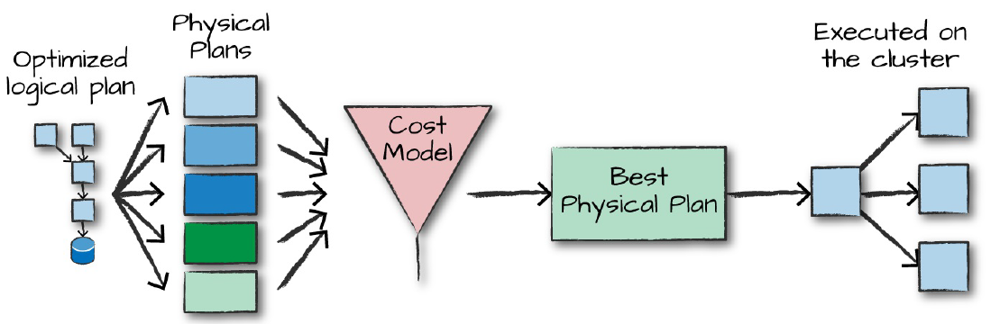 Optimized
logical plan
Physical
Plans
Cost
Model
Best
Physical Plan
Executed on
the cluster